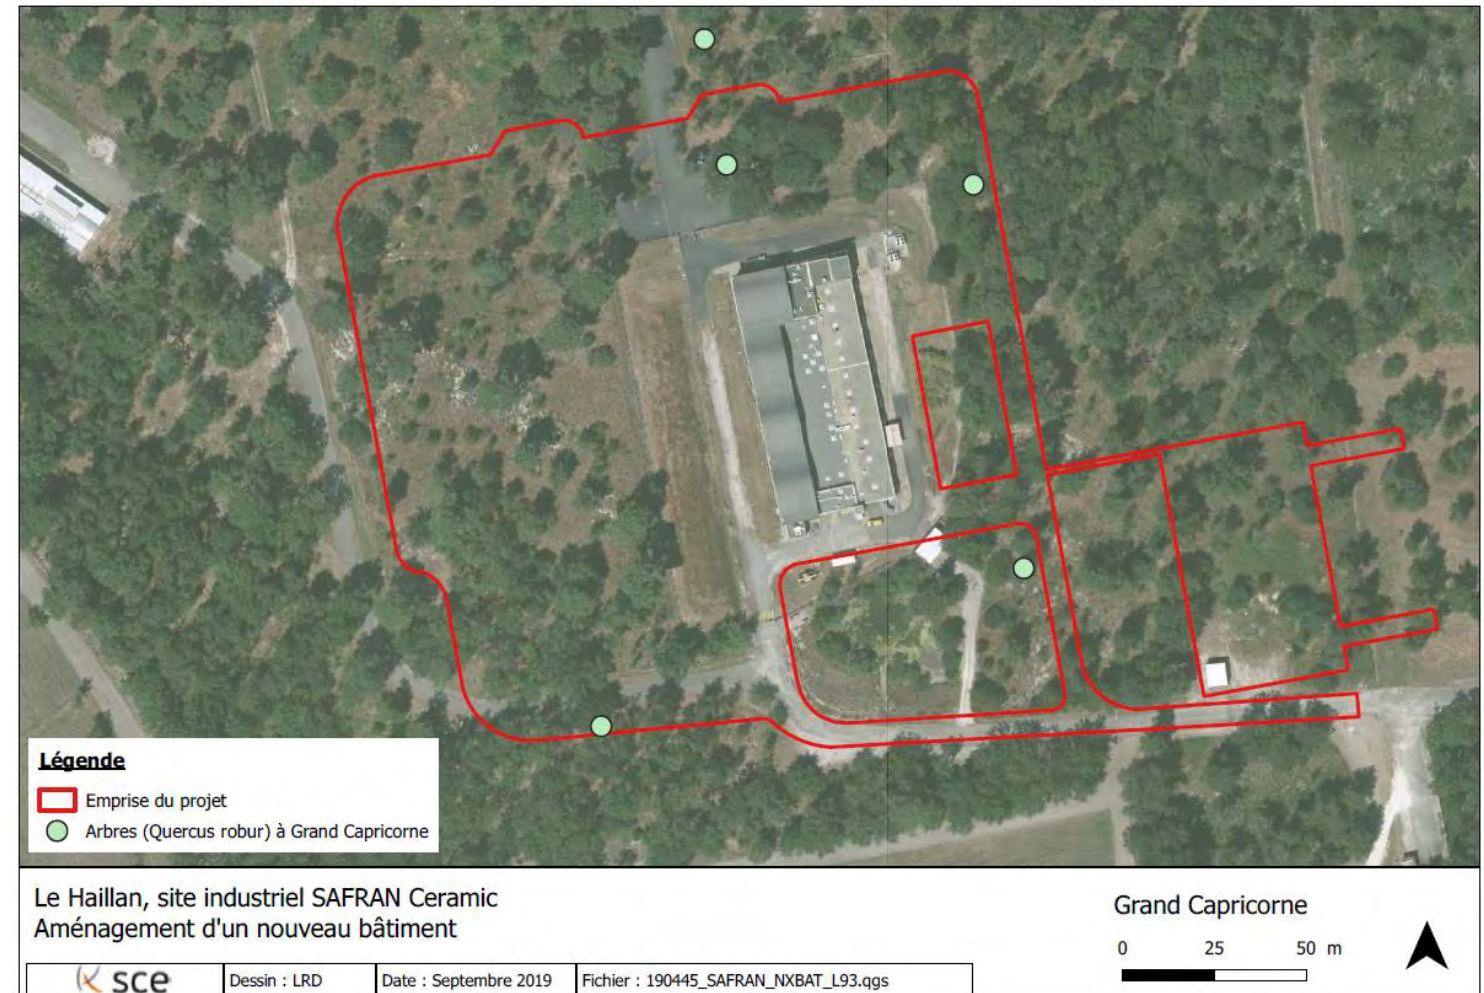 Légende
Emprise du projet
Arbres (Quercus robur) à Grand Capricorne
Le Haillan, site industriel SAFRAN Ceramic
Aménagement d'un nouveau bâtiment
Grand Capricorne
0 25 50 m
sce
Dessin : LRD
Date : Septembre 2019
Fichier : 190445_SAFRAN_NXBAT_L93.qgs